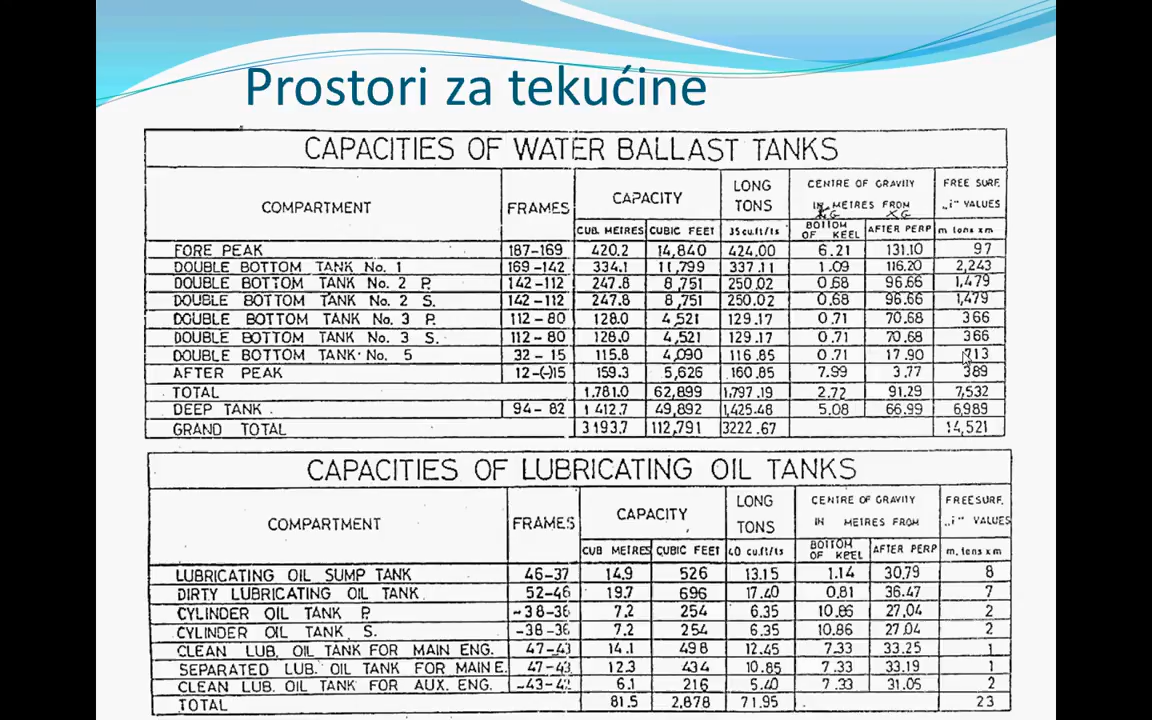 Prostori za tekućine
CAPACITIES OF WATER BALLAST TANKS
COMPARTMENT FRAMES CAPACITY LONG TONS CENTRE OF GRAVITY IN METRES FROM FREE SURF. „i" VALUES
KG XG
CUB. METRES CUBIC FEET 35cu.ft/ts BOTTOM OF KEEL AFTER PERP m tons xm
FORE PEAK 187-169 420.2 14,840 424.00 6.21 131.10 97
DOUBLE BOTTOM TANK No. 1 169-142 334.1 11,799 337.11 1.09 116.20 2,243
DOUBLE BOTTOM TANK No. 2 P. 142-112 247.8 8,751 250.02 0.68 96.66 1,479
DOUBLE BOTTOM TANK No. 2 S. 142-112 247.8 8,751 250.02 0.68 96.66 1,479
DOUBLE BOTTOM TANK No. 3 P. 112-80 128.0 4,521 129.17 0.71 70.68 366
DOUBLE BOTTOM TANK No. 3 S. 112-80 128.0 4,521 129.17 0.71 70.68 366
DOUBLE BOTTOM TANK No. 5 32-15 115.8 4,090 116.85 0.71 17.90 713
AFTER PEAK 12-(-)15 159.3 5,626 160.85 7.99 3.77 389
TOTAL 1.781.0 62,899 1,797.19 2.72 91.29 7,532
DEEP TANK 94-82 1 412.7 49,892 1,425.48 5.08 66.99 6,989
GRAND TOTAL 3193.7 112,791 3222.67 14,521
CAPACITIES OF LUBRICATING OIL TANKS
COMPARTMENT FRAMES CAPACITY LONG TONS CENTRE OF GRAVITY IN METRES FROM FREESURF. „i" VALUES
CUB METRES CUBIC FEET 40 cu.ft/ts BOTTOM OF KEEL AFTER PERP m. tens xm
LUBRICATING OIL SUMP TANK 46-37 14.9 526 13.15 1.14 30.79 8
DIRTY LUBRICATING OIL TANK 52-46 19.7 696 17.40 0.81 36.47 7
CYLINDER OIL TANK P. -38-36 7.2 254 6.35 10.86 27,04 2
CYLINDER OIL TANK S. -38-36 7.2 254 6.35 10.86 27.04 2
CLEAN LUB. OIL TANK FOR MAIN ENG. 47-43 14.1 498 12.45 7.33 33.25 1
SEPARATED LUB. OIL TANK FOR MAIN E. 47-43 12.3 434 10.85 7.33 33.19 1
CLEAN LUB. OIL TANK FOR AUX. ENG. 6.1 216 5.40 7.33 31.05 2
TOTAL 81.5 2,878 71.95 23